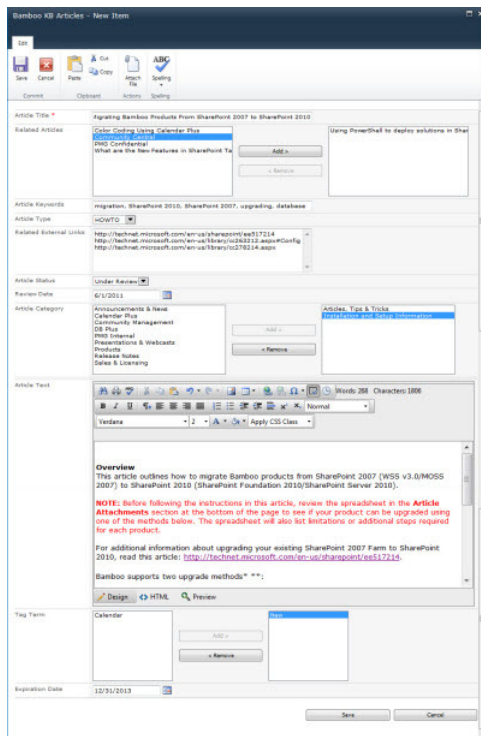 Bamboo KB Articles - New Item
Edit
Save
Cancel
Paste
Cut
Copy
Attach File
ABC
Spelling
Commit
Clipboard
Actions
Spelling
Article Title *
Migrating Bamboo Products From SharePoint 2007 to SharePoint 2010
Related Articles
Color Coding Using Calendar Plus
Community Central
PMG Confidential
What are the New Features in SharePoint Ta
Add >
< Remove
Using PowerShell to deploy solutions in Shar
Article Keywords
migration, SharePoint 2010, SharePoint 2007, upgrading, database
Article Type
HOWTO
Related External Links
http://technet.microsoft.com/en-us/sharepoint/ee517214
http://technet.microsoft.com/en-us/library/cc263212.aspx#Config
http://technet.microsoft.com/en-us/library/cc278214.aspx
Article Status
Under Review
Review Date
6/1/2011
Article Category
Announcements & News
Calendar Plus
Community Management
DB Plus
PMG Internal
Presentations & Webcasts
Products
Release Notes
Sales & Licensing
Add >
< Remove
Articles, Tips & Tricks
Installation and Setup Information
Article Text
Words: 268 Characters: 1806
B I U
Normal
Verdana
2
A
Apply CSS Class
Overview
This article outlines how to migrate Bamboo products from SharePoint 2007 (WSS v3.0/MOSS
2007) to SharePoint 2010 (SharePoint Foundation 2010/SharePoint Server 2010).
NOTE: Before following the instructions in this article, review the spreadsheet in the Article
Attachments section at the bottom of the page to see if your product can be upgraded using
one of the methods below. The spreadsheet will also list limitations or additional steps required
for each product.
For additional information about upgrading your existing SharePoint 2007 Farm to SharePoint
2010, read this article: http://technet.microsoft.com/en-us/sharepoint/ee517214.
Bamboo supports two upgrade methods* **:
Design
HTML
Preview
Tag Term
Calendar
Add >
< Remove
New
Expiration Date
12/31/2013
Save
Cancel